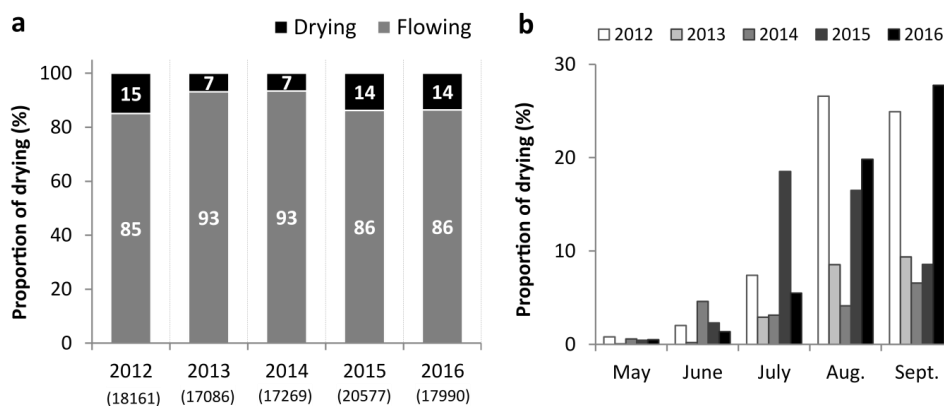 a
Drying Flowing
Proportion of drying (%)
100
80
60
40
20
0
15 7 7 14 14
85 93 93 86 86
2012 2013 2014 2015 2016
(18161) (17086) (17269) (20577) (17990)
b
2012 2013 2014 2015 2016
Proportion of drying (%)
30
20
10
0
May June July Aug. Sept.